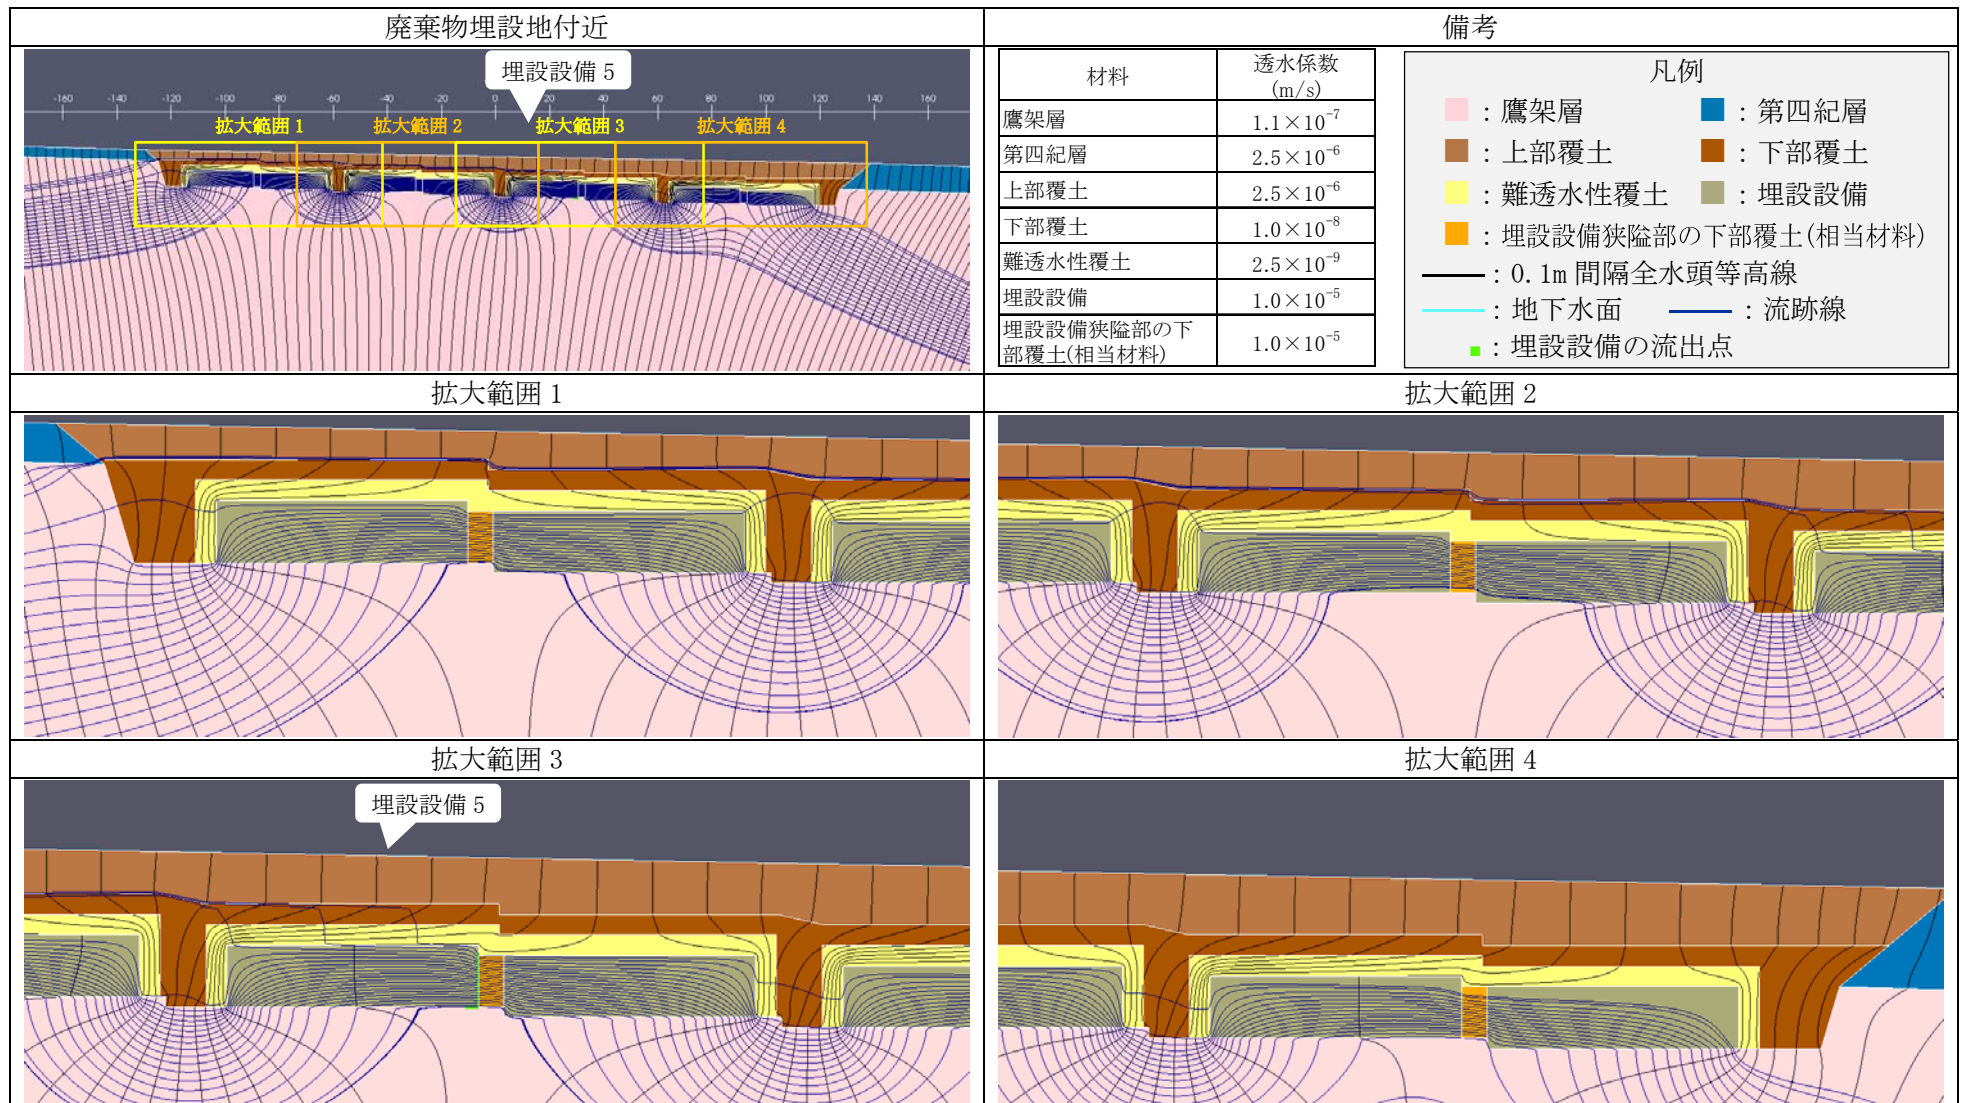 廃棄物埋設地付近
備考
埋設設備 5
-160 -140 -120 -100 -80 -60 -40 -20 0 20 40 60 80 100 120 140 160
拡大範囲 1 拡大範囲 2 拡大範囲 3 拡大範囲 4
材料 透水係数
(m/s)
鷹架層 1.1×10⁻⁷
第四紀層 2.5×10⁻⁶
上部覆土 2.5×10⁻⁶
下部覆土 1.0×10⁻⁸
難透水性覆土 2.5×10⁻⁹
埋設設備 1.0×10⁻⁵
埋設設備狭隘部の下
部覆土(相当材料) 1.0×10⁻⁵
凡例
：鷹架層 ：第四紀層
：上部覆土 ：下部覆土
：難透水性覆土 ：埋設設備
：埋設設備狭隘部の下部覆土(相当材料)
：0.1m 間隔全水頭等高線
：地下水面 ：流跡線
：埋設設備の流出点
拡大範囲 1
拡大範囲 2
拡大範囲 3
拡大範囲 4
埋設設備 5